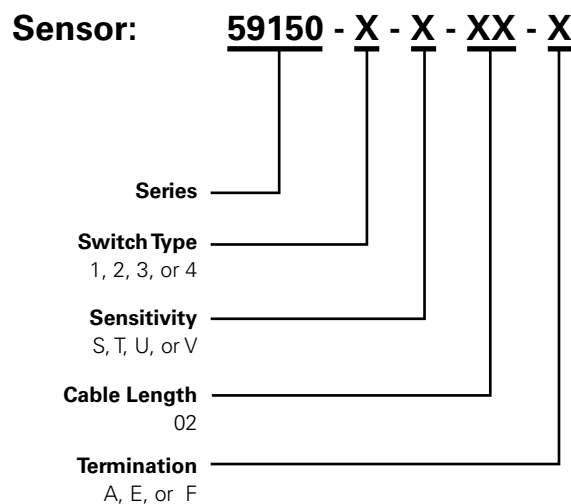 Sensor: 59150 - X - X - XX - X
Series
Switch Type
1, 2, 3, or 4
Sensitivity
S, T, U, or V
Cable Length
02
Termination
A, E, or F